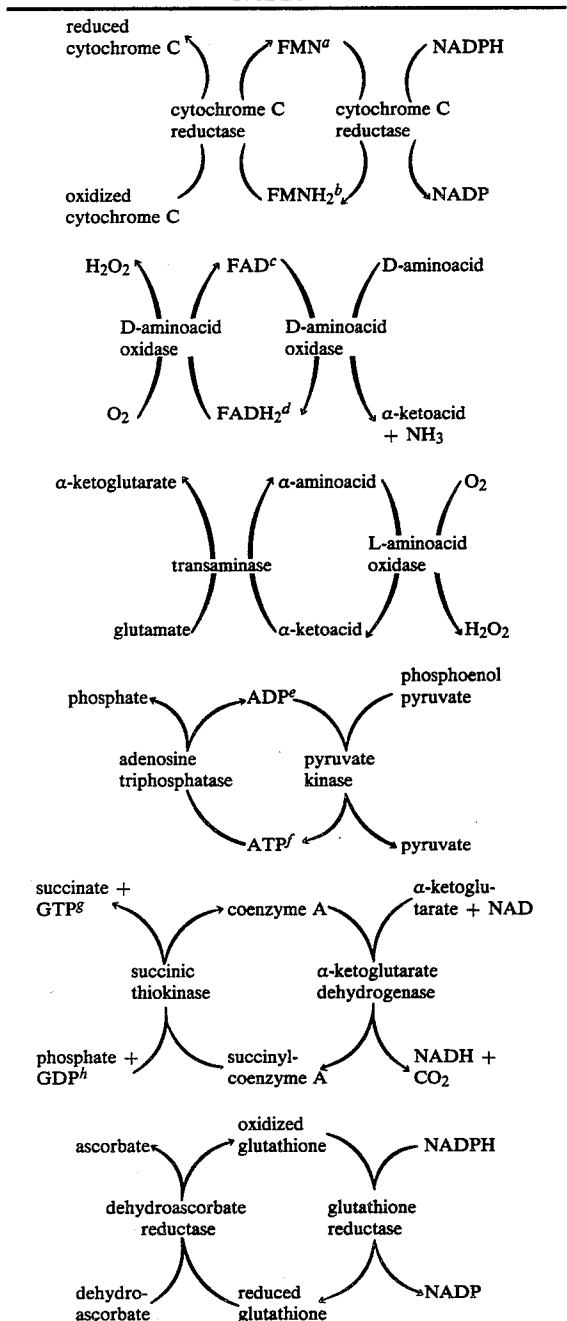 reduced
cytochrome C
FMNa
NADPH
cytochrome C
reductase
cytochrome C
reductase
oxidized
cytochrome C
FMNH2b
NADP
H2O2
FADc
D-aminoacid
D-aminoacid
oxidase
D-aminoacid
oxidase
O2
FADH2d
α-ketoacid
+ NH3
α-ketoglutarate
α-aminoacid
O2
transaminase
L-aminoacid
oxidase
glutamate
α-ketoacid
H2O2
phosphate
ADPe
phosphoenol
pyruvate
adenosine
triphosphatase
pyruvate
kinase
ATPf
pyruvate
succinate +
GTPg
coenzyme A
α-ketoglu-
tarate + NAD
succinic
thiokinase
α-ketoglutarate
dehydrogenase
phosphate +
GDPh
succinyl-
coenzyme A
NADH +
CO2
ascorbate
oxidized
glutathione
NADPH
dehydroascorbate
reductase
glutathione
reductase
dehydro-
ascorbate
reduced
glutathione
NADP